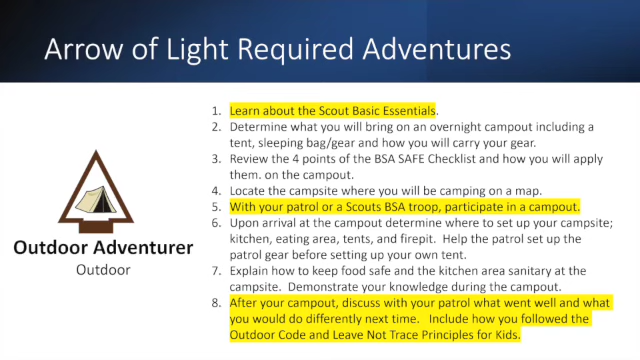 Arrow of Light Required Adventures
Outdoor Adventurer
Outdoor
1. Learn about the Scout Basic Essentials.
2. Determine what you will bring on an overnight campout including a
tent, sleeping bag/gear and how you will carry your gear.
3. Review the 4 points of the BSA SAFE Checklist and how you will apply
them. on the campout.
4. Locate the campsite where you will be camping on a map.
5. With your patrol or a Scouts BSA troop, participate in a campout.
6. Upon arrival at the campout determine where to set up your campsite;
kitchen, eating area, tents, and firepit. Help the patrol set up the
patrol gear before setting up your own tent.
7. Explain how to keep food safe and the kitchen area sanitary at the
campsite. Demonstrate your knowledge during the campout.
8. After your campout, discuss with your patrol what went well and what
you would do differently next time. Include how you followed the
Outdoor Code and Leave Not Trace Principles for Kids.